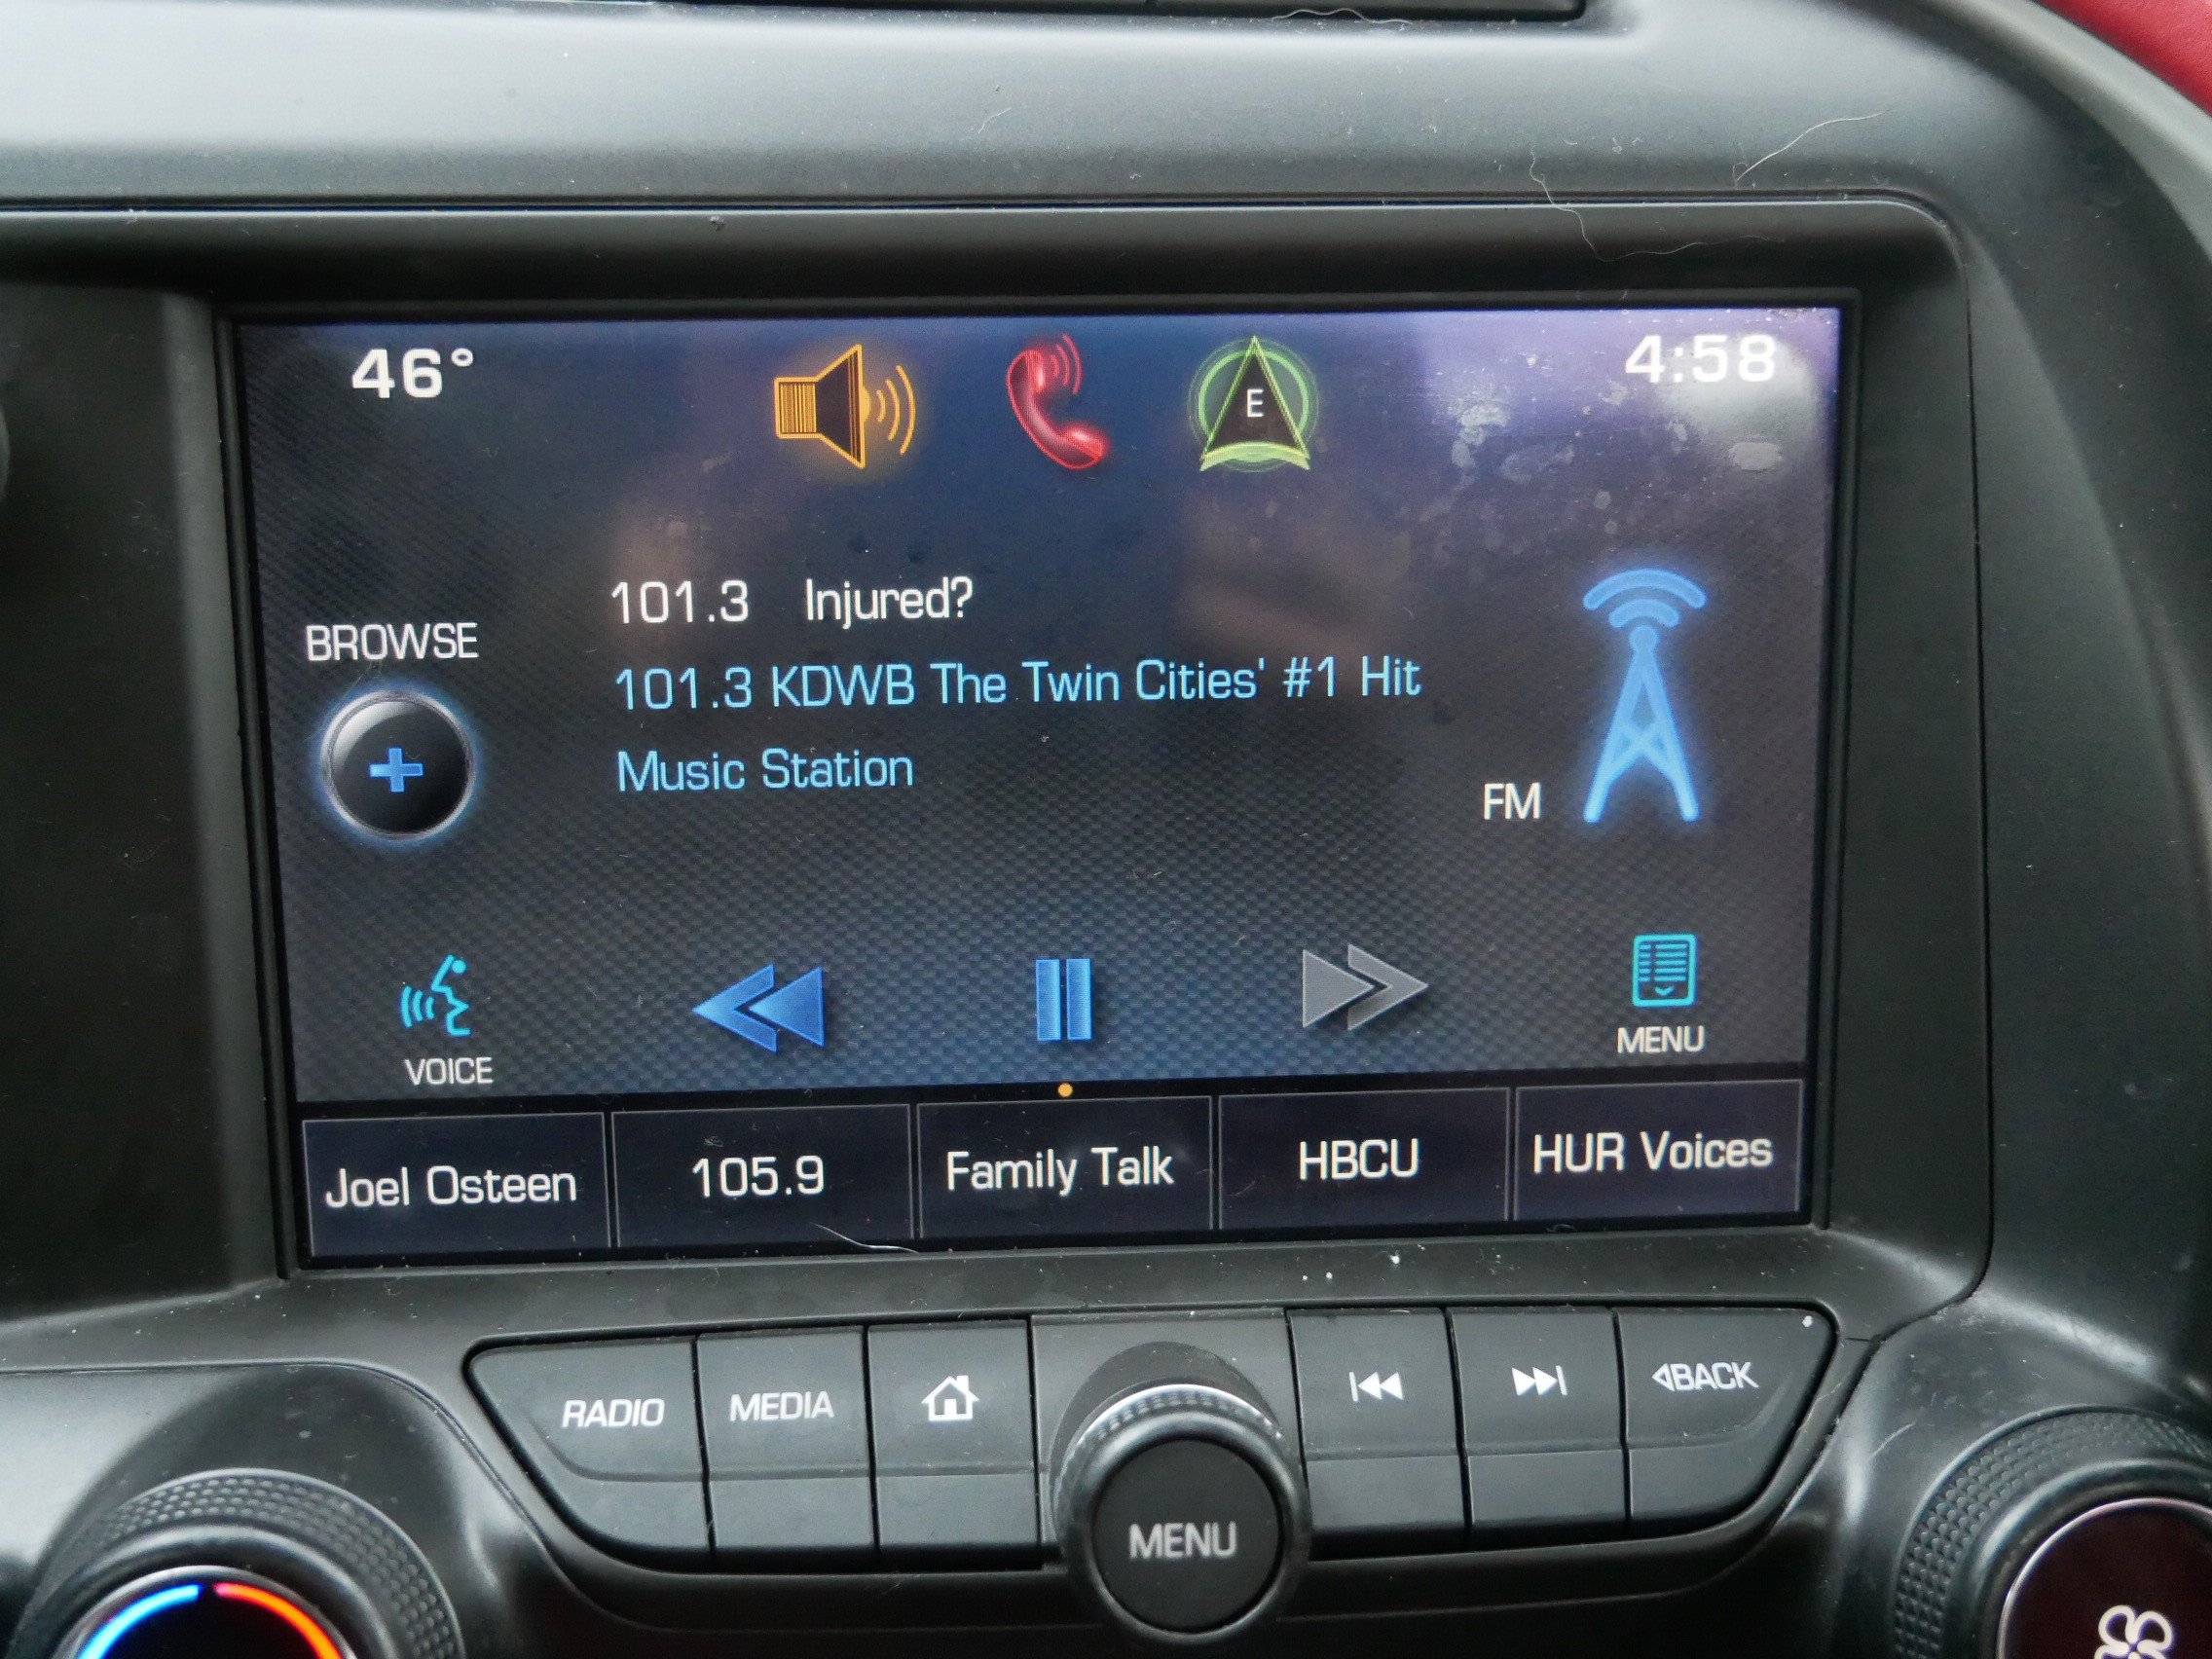 46°
E
4:58
101.3 Injured?
101.3 KDWB The Twin Cities' #1 Hit
Music Station
BROWSE
FM
VOICE
MENU
Joel Osteen
105.9
Family Talk
HBCU
HUR Voices
RADIO
MEDIA
MENU
BACK